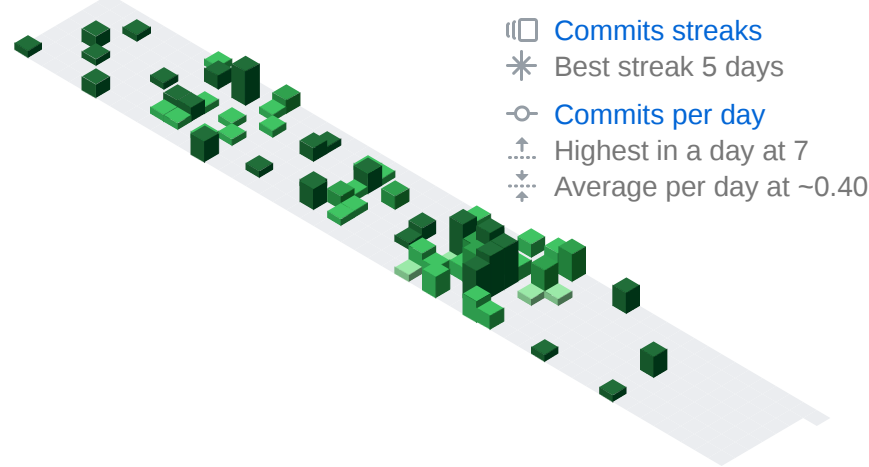 Commits streaks
Best streak 5 days
Commits per day
Highest in a day at 7
Average per day at ~0.40